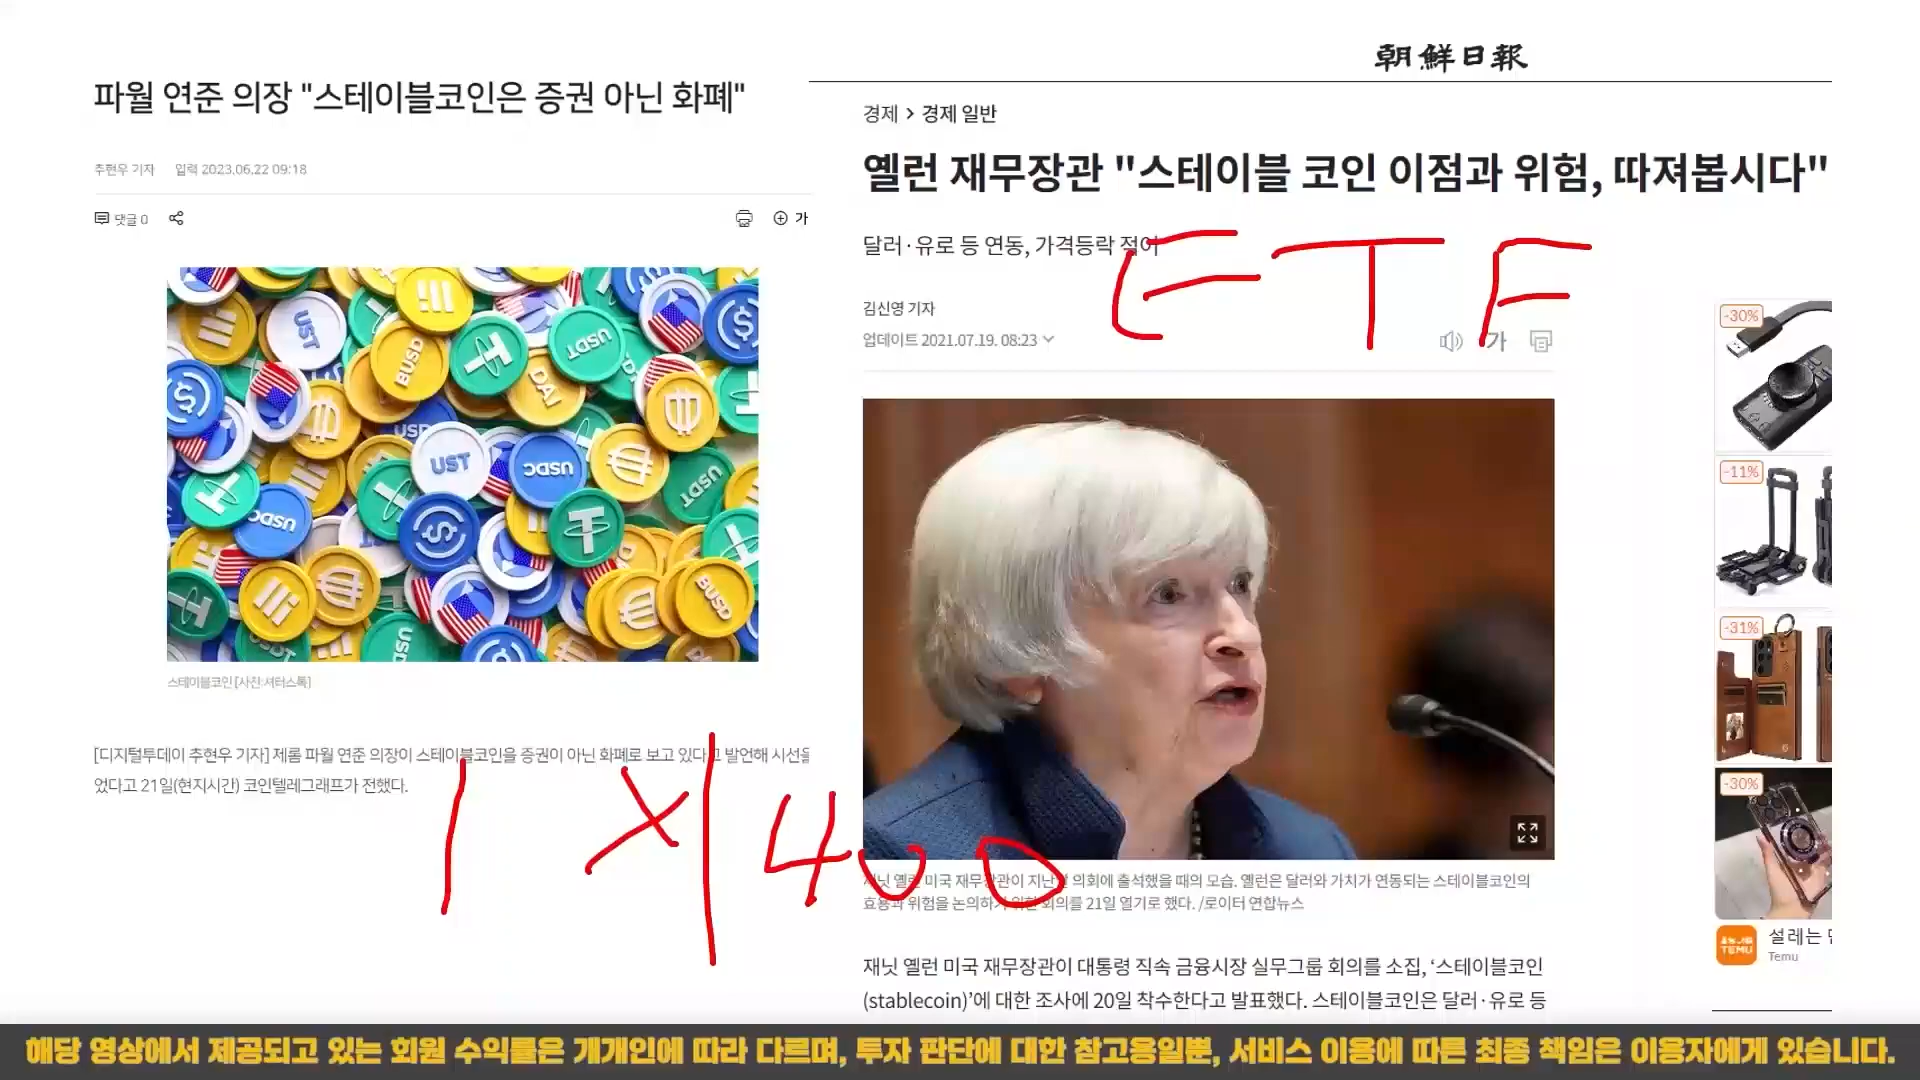 파월 연준 의장 "스테이블코인은 증권 아닌 화폐"
추현우 기자 입력 2023.06.22 09:18
댓글 0
가
UST
BUSD
USDT
DAI
USD
UST
USDC
USDT
USDC
BUSD
USDT
스테이블코인 [사진:셔터스톡]
[디지털투데이 추현우 기자] 제롬 파월 연준 의장이 스테이블코인을 증권이 아닌 화폐로 보고 있다고 발언해 시선을
었다고 21일(현지시간) 코인텔레그래프가 전했다.
朝鮮日報
경제 > 경제 일반
옐런 재무장관 "스테이블 코인 이점과 위험, 따져봅시다"
달러·유로 등 연동, 가격등락 적어
ETF
김신영 기자
업데이트 2021.07.19. 08:23
가
재닛 옐런 미국 재무장관이 지난달 의회에 출석했을 때의 모습. 옐런은 달러와 가치가 연동되는 스테이블코인의
효용과 위험을 논의하기 위한 회의를 21일 열기로 했다. /로이터 연합뉴스
1 1400
재닛 옐런 미국 재무장관이 대통령 직속 금융시장 실무그룹 회의를 소집, ‘스테이블코인
(stablecoin)’에 대한 조사에 20일 착수한다고 발표했다. 스테이블코인은 달러·유로 등
-30%
-11%
-31%
-30%
TEMU
설레는
Temu
해당 영상에서 제공되고 있는 회원 수익률은 개개인에 따라 다르며, 투자 판단에 대한 참고용일뿐, 서비스 이용에 따른 최종 책임은 이용자에게 있습니다.